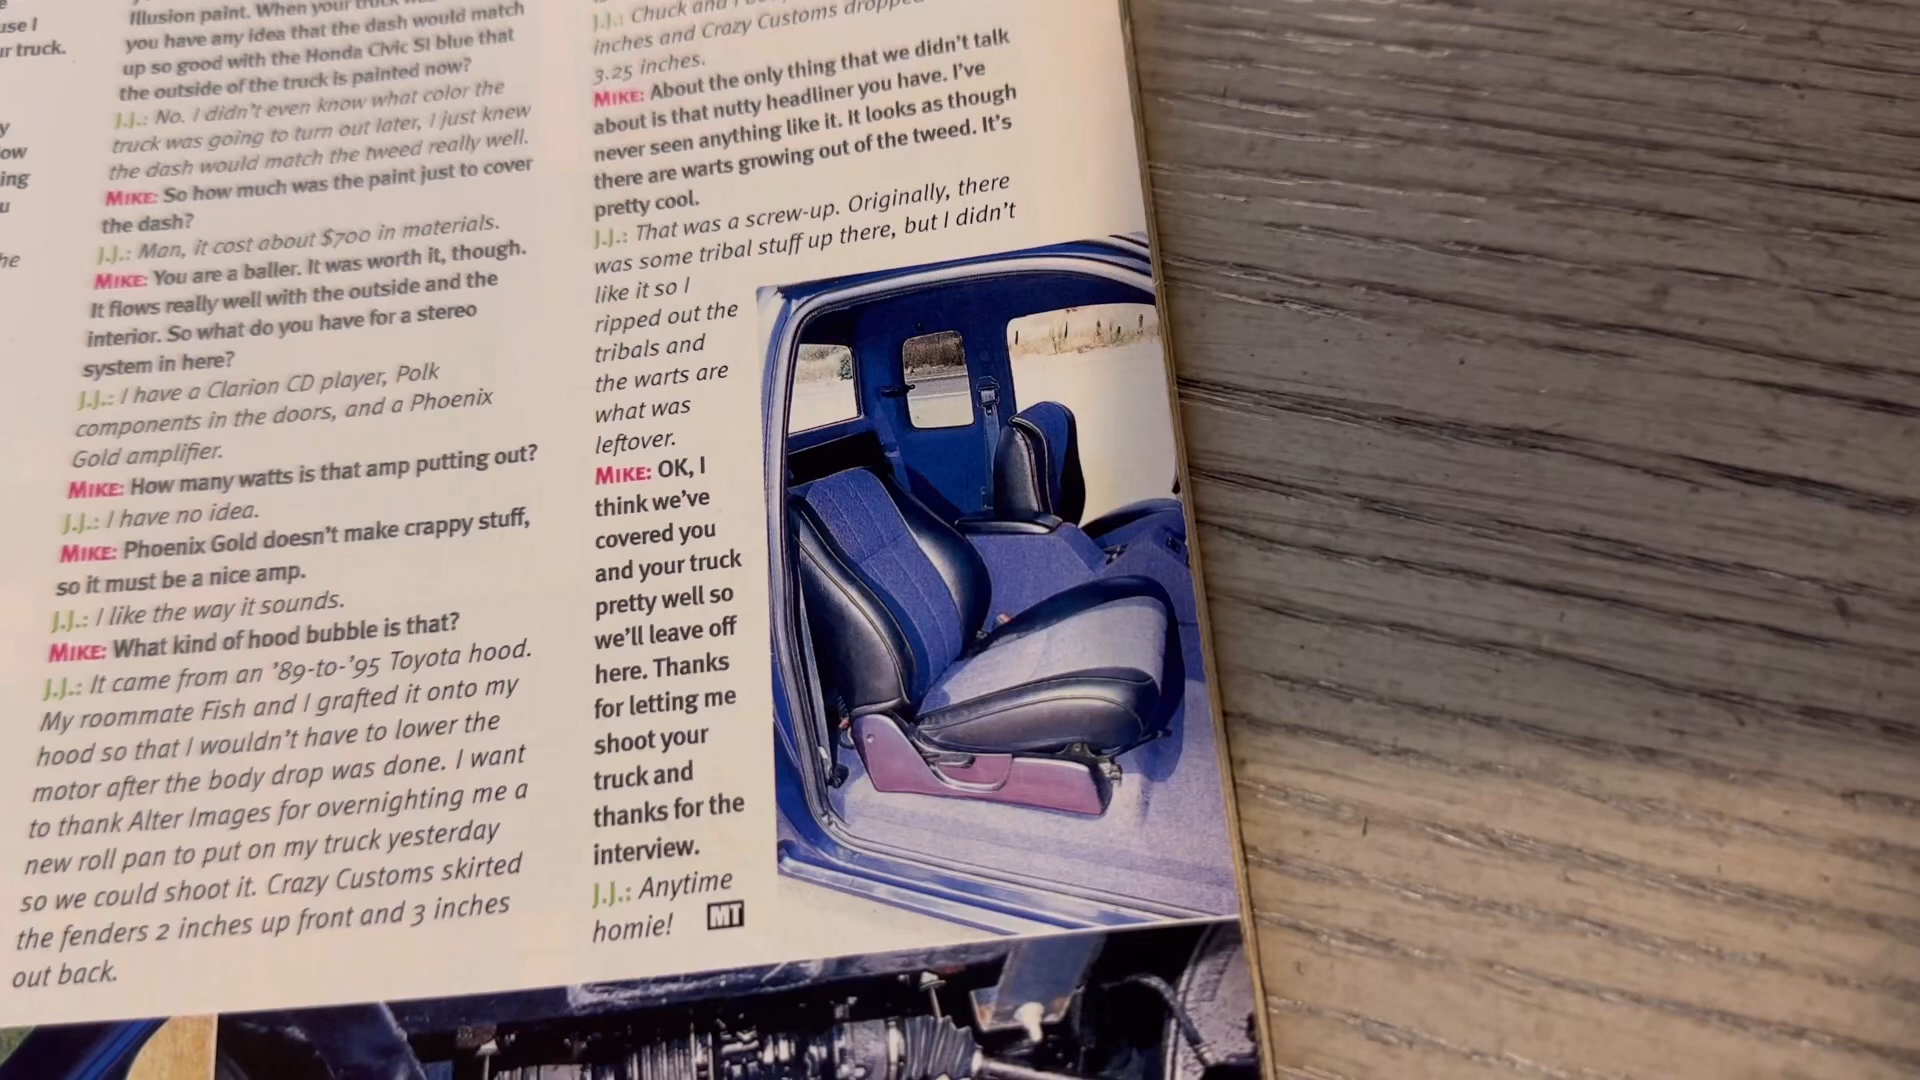 use I
ur truck.
y
ow
ing
u
he
Illusion paint. When your truck
you have any idea that the dash would match
up so good with the Honda Civic SI blue that
the outside of the truck is painted now?
J.J.: No. I didn't even know what color the
truck was going to turn out later, I just knew
the dash would match the tweed really well.
MIKE: So how much was the paint just to cover
the dash?
J.J.: Man, it cost about $700 in materials.
MIKE: You are a baller. It was worth it, though.
It flows really well with the outside and the
interior. So what do you have for a stereo
system in here?
J.J.: I have a Clarion CD player, Polk
components in the doors, and a Phoenix
Gold amplifier.
MIKE: How many watts is that amp putting out?
J.J.: I have no idea.
MIKE: Phoenix Gold doesn't make crappy stuff,
so it must be a nice amp.
J.J.: I like the way it sounds.
MIKE: What kind of hood bubble is that?
J.J.: It came from an '89-to-'95 Toyota hood.
My roommate Fish and I grafted it onto my
hood so that I wouldn't have to lower the
motor after the body drop was done. I want
to thank Alter Images for overnighting me a
new roll pan to put on my truck yesterday
so we could shoot it. Crazy Customs skirted
the fenders 2 inches up front and 3 inches
out back.
J.J.: Chuck and I
inches and Crazy Customs dropped
3.25 inches.
MIKE: About the only thing that we didn't talk
about is that nutty headliner you have. I've
never seen anything like it. It looks as though
there are warts growing out of the tweed. It's
pretty cool.
J.J.: That was a screw-up. Originally, there
was some tribal stuff up there, but I didn't
like it so I
ripped out the
tribals and
the warts are
what was
leftover.
MIKE: OK, I
think we've
covered you
and your truck
pretty well so
we'll leave off
here. Thanks
for letting me
shoot your
truck and
thanks for the
interview.
J.J.: Anytime
homie! MT